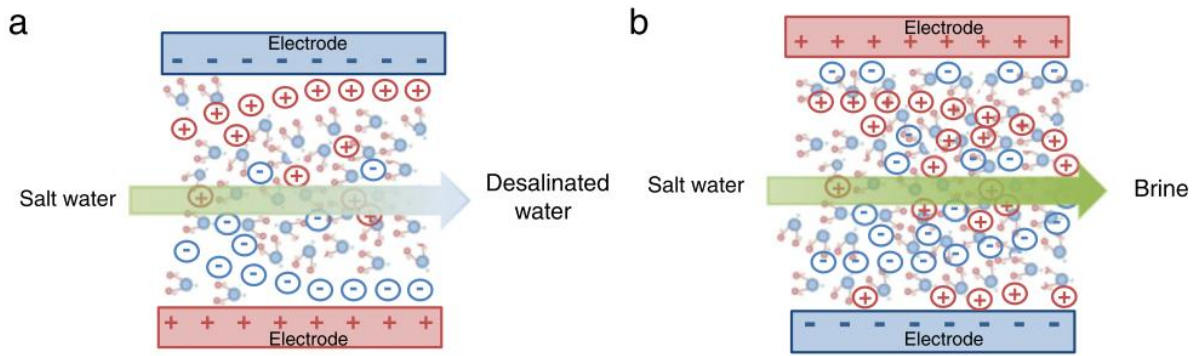 a
Electrode
- - - - - - - -
Salt water
Desalinated
water
+ + + + + + + +
Electrode
b
Electrode
+ + + + + + + +
Salt water
Brine
- - - - - - - -
Electrode